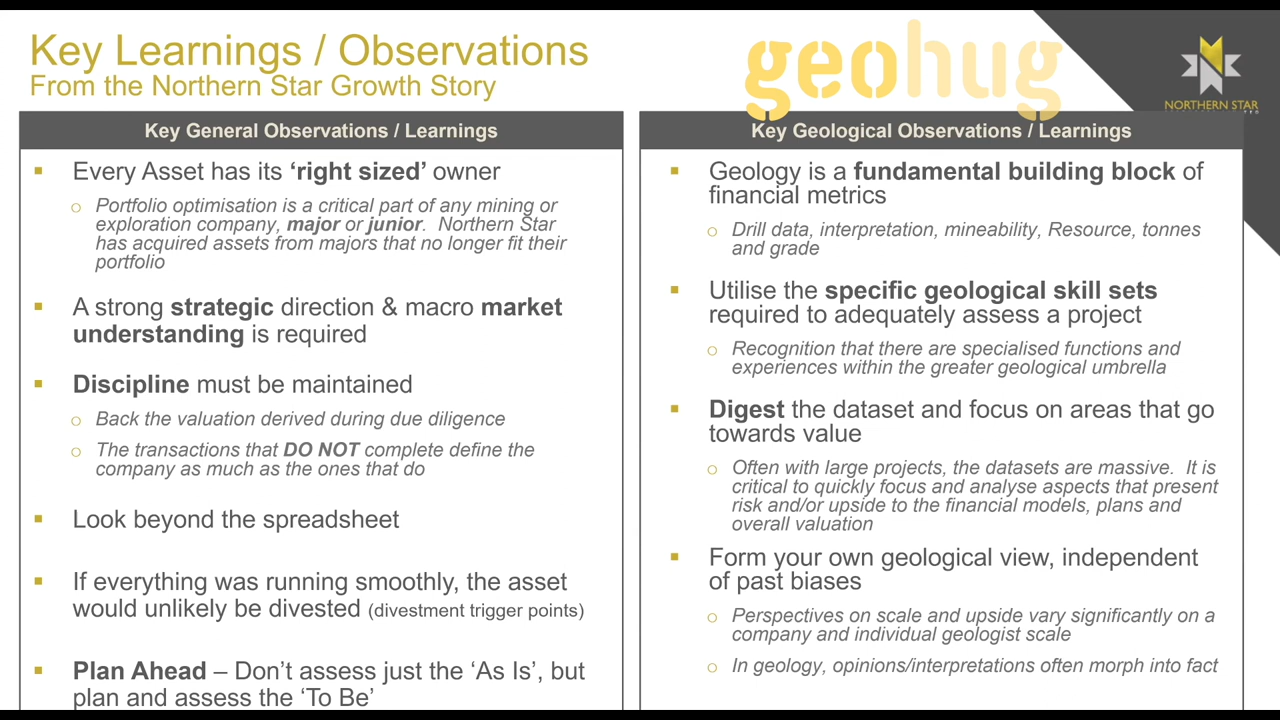 Key Learnings / Observations
From the Northern Star Growth Story
geohug
NORTHERN STAR
Key General Observations / Learnings
▪ Every Asset has its ‘right sized’ owner
o Portfolio optimisation is a critical part of any mining or
exploration company, major or junior. Northern Star
has acquired assets from majors that no longer fit their
portfolio
▪ A strong strategic direction & macro market
understanding is required
▪ Discipline must be maintained
o Back the valuation derived during due diligence
o The transactions that DO NOT complete define the
company as much as the ones that do
▪ Look beyond the spreadsheet
▪ If everything was running smoothly, the asset
would unlikely be divested (divestment trigger points)
▪ Plan Ahead – Don’t assess just the ‘As Is’, but
plan and assess the ‘To Be’
Key Geological Observations / Learnings
▪ Geology is a fundamental building block of
financial metrics
o Drill data, interpretation, mineability, Resource, tonnes
and grade
▪ Utilise the specific geological skill sets
required to adequately assess a project
o Recognition that there are specialised functions and
experiences within the greater geological umbrella
▪ Digest the dataset and focus on areas that go
towards value
o Often with large projects, the datasets are massive. It is
critical to quickly focus and analyse aspects that present
risk and/or upside to the financial models, plans and
overall valuation
▪ Form your own geological view, independent
of past biases
o Perspectives on scale and upside vary significantly on a
company and individual geologist scale
o In geology, opinions/interpretations often morph into fact